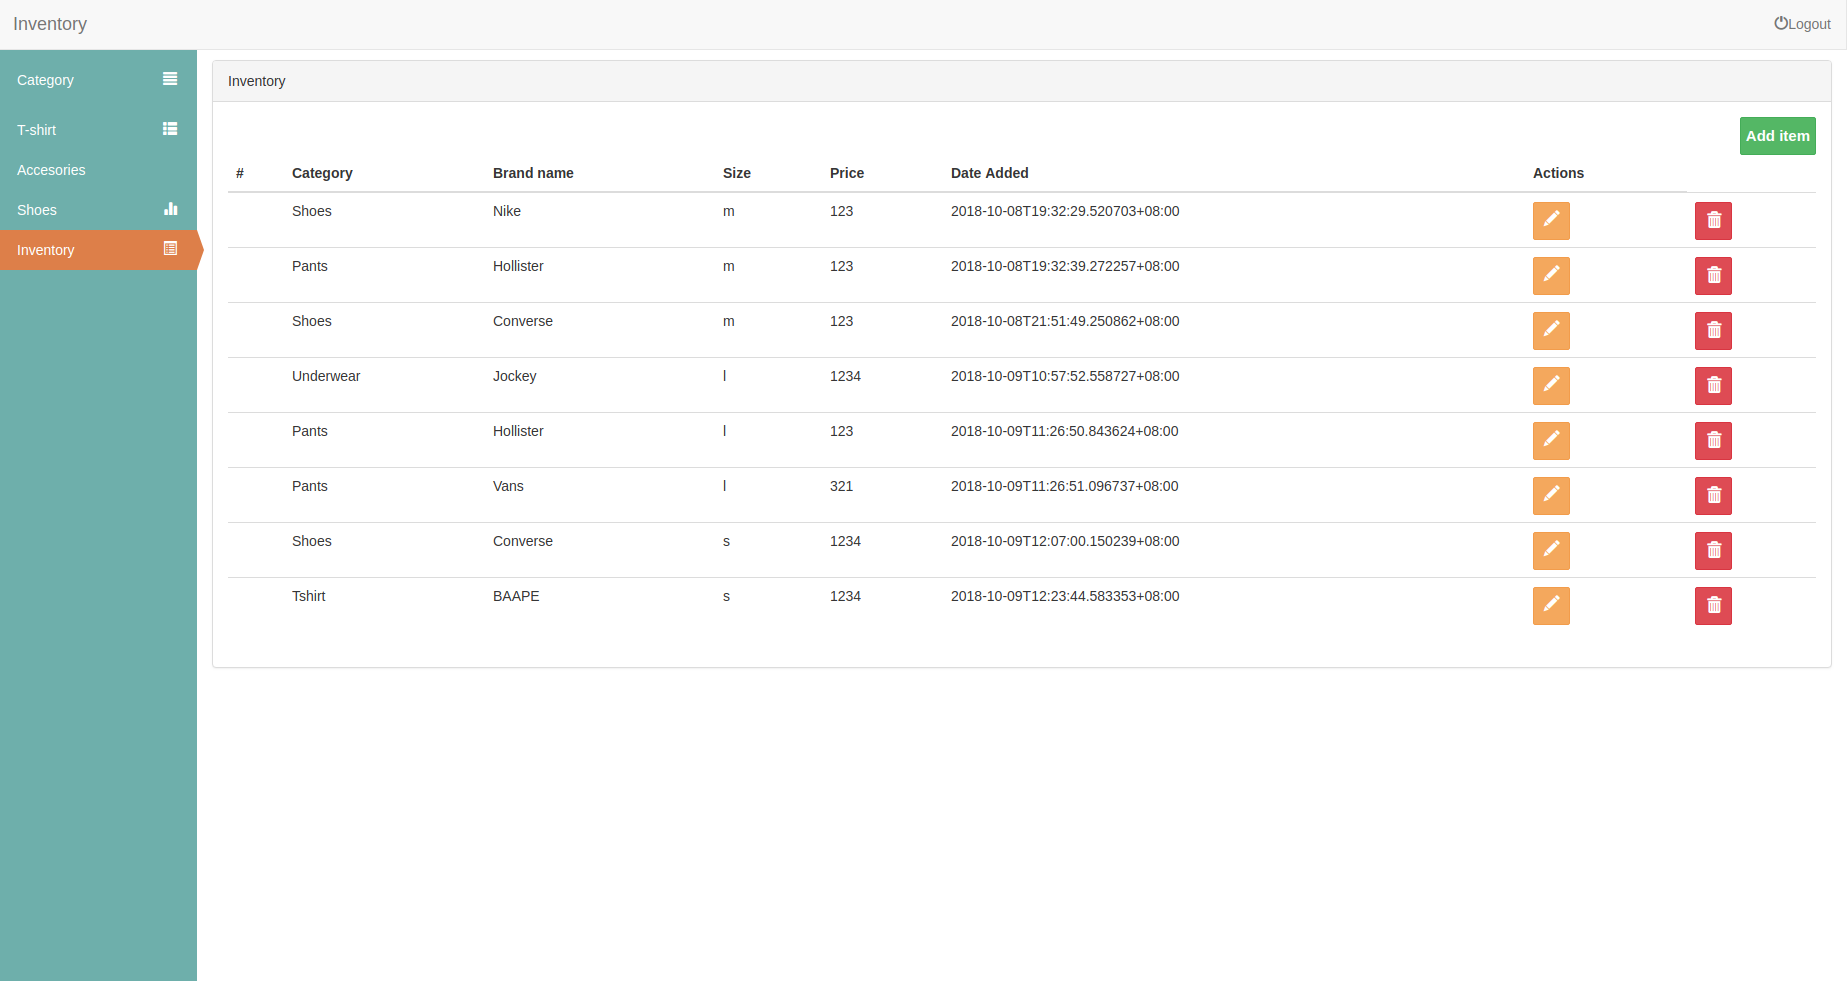 Inventory
Logout
Category
T-shirt
Accesories
Shoes
Inventory
Inventory
Add item
# Category Brand name Size Price Date Added Actions
Shoes Nike m 123 2018-10-08T19:32:29.520703+08:00
Pants Hollister m 123 2018-10-08T19:32:39.272257+08:00
Shoes Converse m 123 2018-10-08T21:51:49.250862+08:00
Underwear Jockey l 1234 2018-10-09T10:57:52.558727+08:00
Pants Hollister l 123 2018-10-09T11:26:50.843624+08:00
Pants Vans l 321 2018-10-09T11:26:51.096737+08:00
Shoes Converse s 1234 2018-10-09T12:07:00.150239+08:00
Tshirt BAAPE s 1234 2018-10-09T12:23:44.583353+08:00